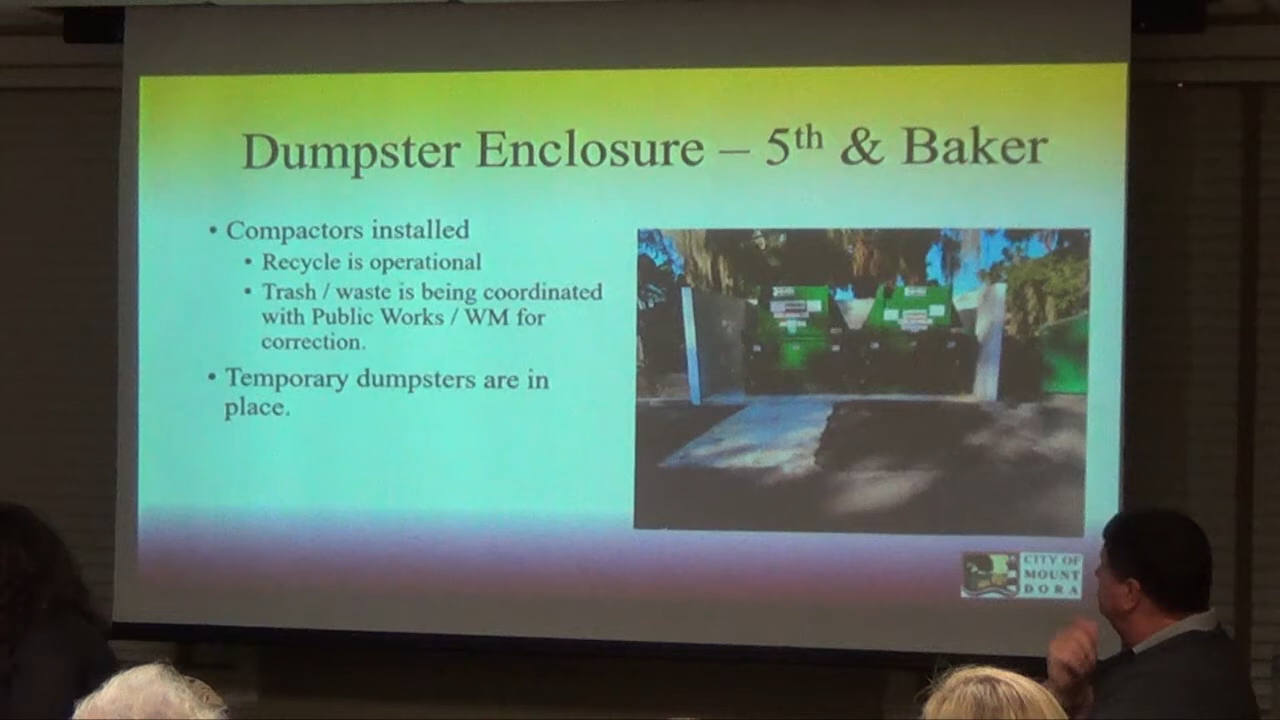 Dumpster Enclosure – 5th & Baker
• Compactors installed
• Recycle is operational
• Trash / waste is being coordinated
with Public Works / WM for
correction.
• Temporary dumpsters are in
place.
CITY OF
MOUNT
DORA